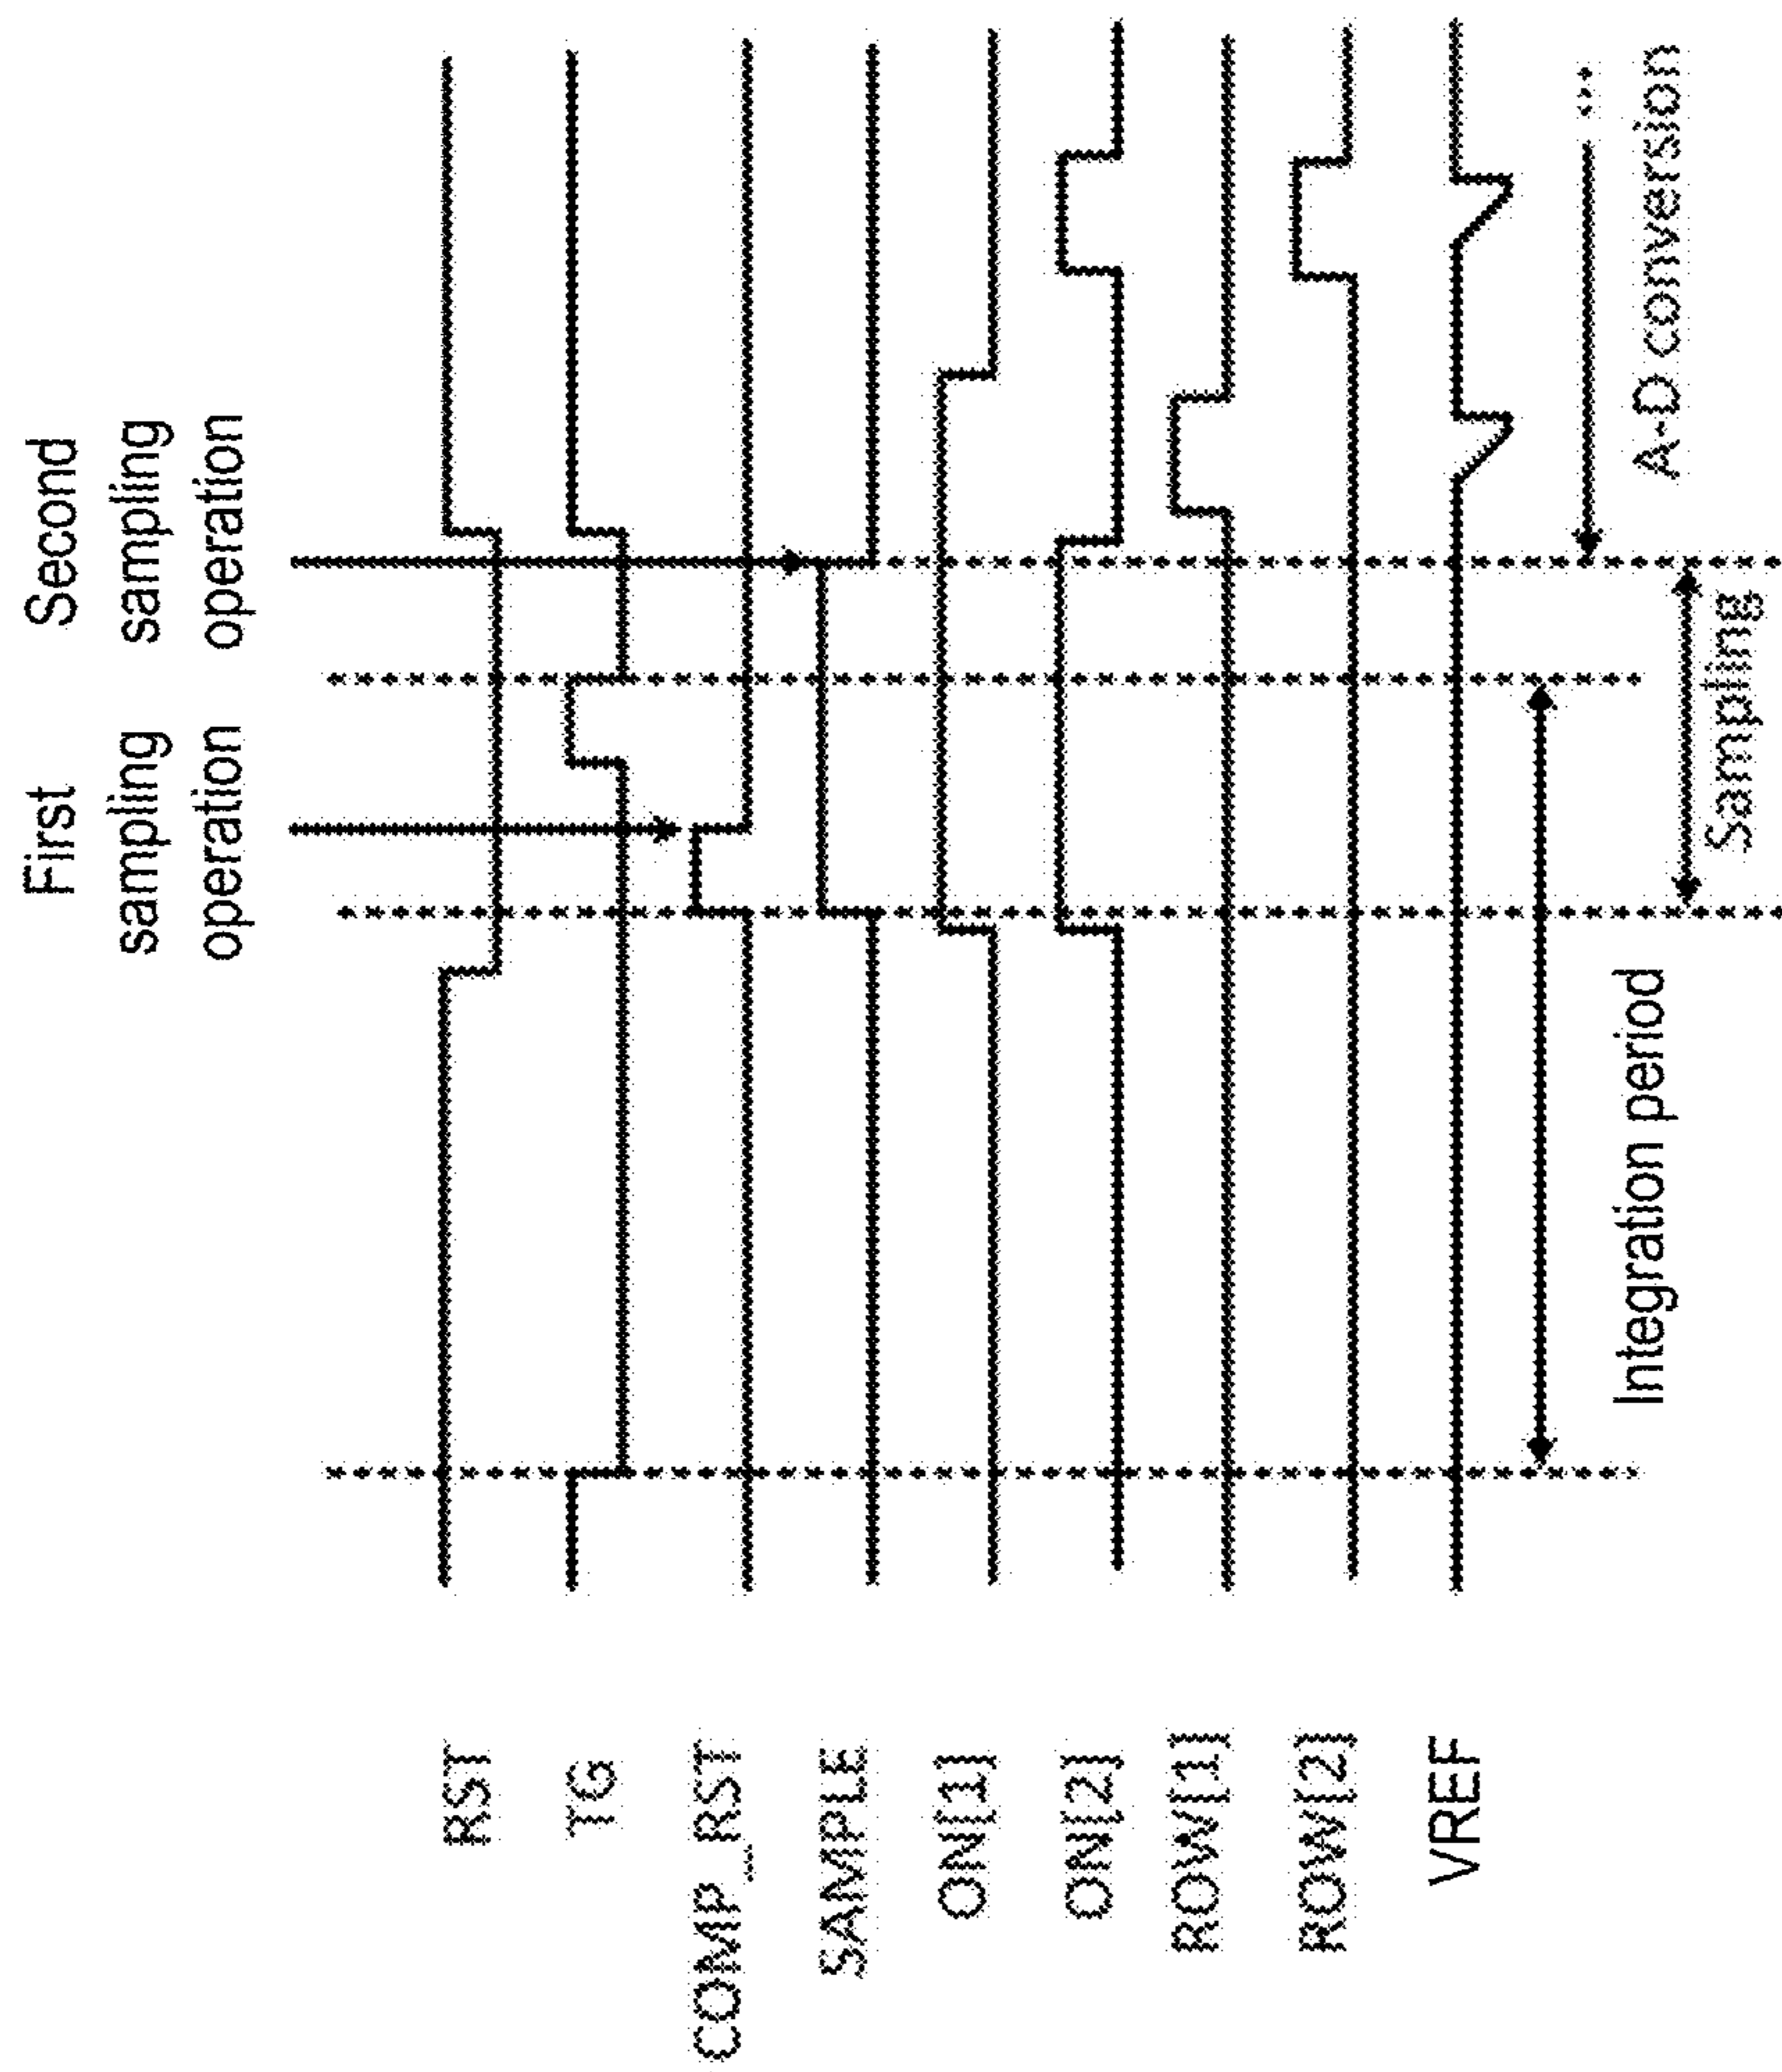 First
sampling
operation
Second
sampling
operation
RST
TG
COMP_RST
SAMPLE
ON[1]
ON[2]
ROW[1]
ROW[2]
VREF
Integration period
Sampling
A-D conversion
...